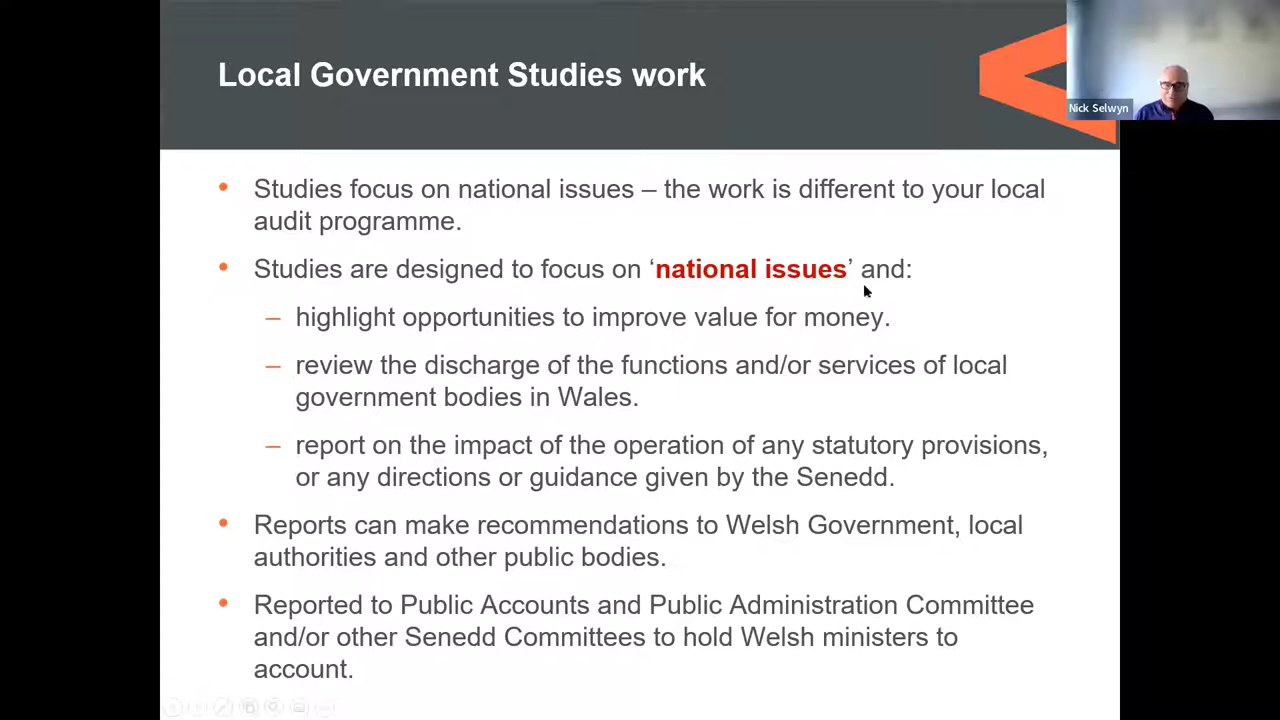 Local Government Studies work
Nick Selwyn
• Studies focus on national issues – the work is different to your local
audit programme.
• Studies are designed to focus on ‘national issues’ and:
– highlight opportunities to improve value for money.
– review the discharge of the functions and/or services of local
government bodies in Wales.
– report on the impact of the operation of any statutory provisions,
or any directions or guidance given by the Senedd.
• Reports can make recommendations to Welsh Government, local
authorities and other public bodies.
• Reported to Public Accounts and Public Administration Committee
and/or other Senedd Committees to hold Welsh ministers to
account.